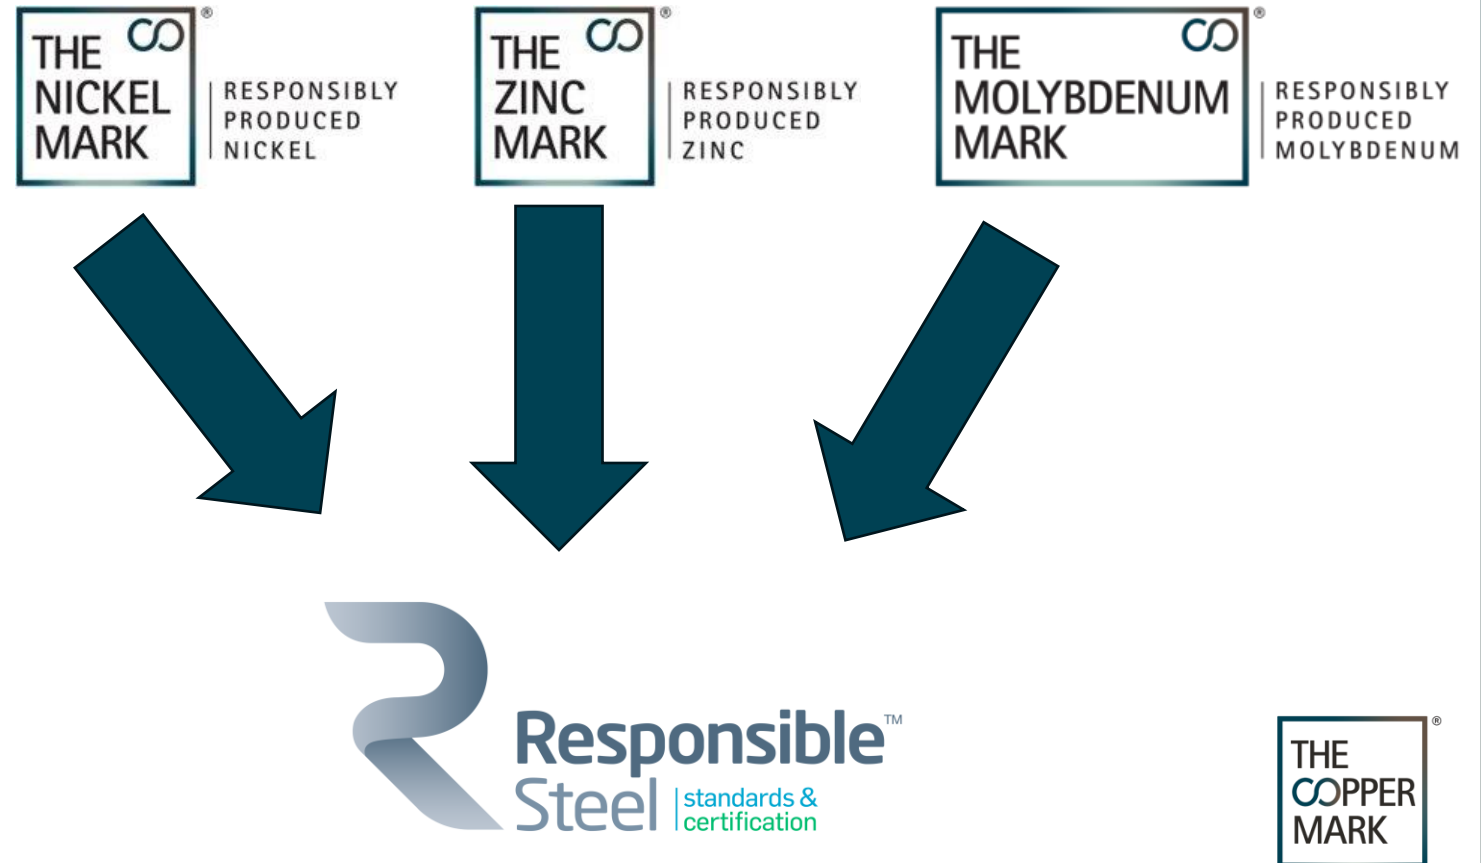 THE
NICKEL
MARK
®
RESPONSIBLY
PRODUCED
NICKEL
THE
ZINC
MARK
®
RESPONSIBLY
PRODUCED
ZINC
THE
MOLYBDENUM
MARK
®
RESPONSIBLY
PRODUCED
MOLYBDENUM
Responsible™
Steel
standards &
certification
THE
COPPER
MARK
®